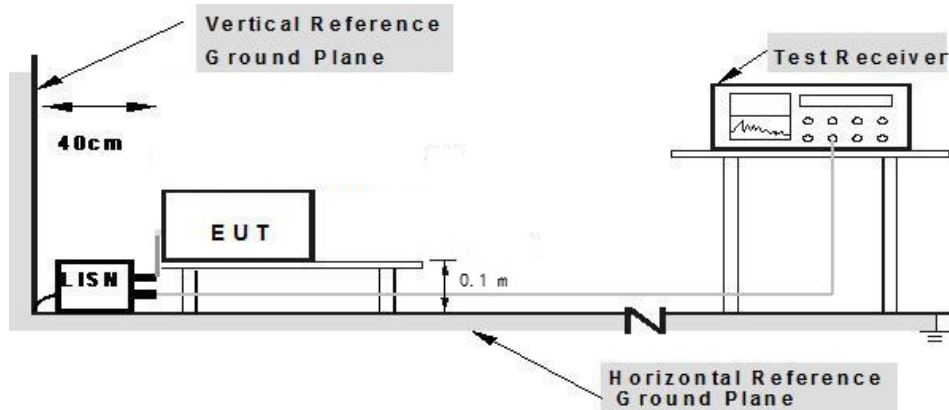 Vertical Reference
Ground Plane
Test Receiver
40cm
EUT
LISN
0.1 m
Horizontal Reference
Ground Plane